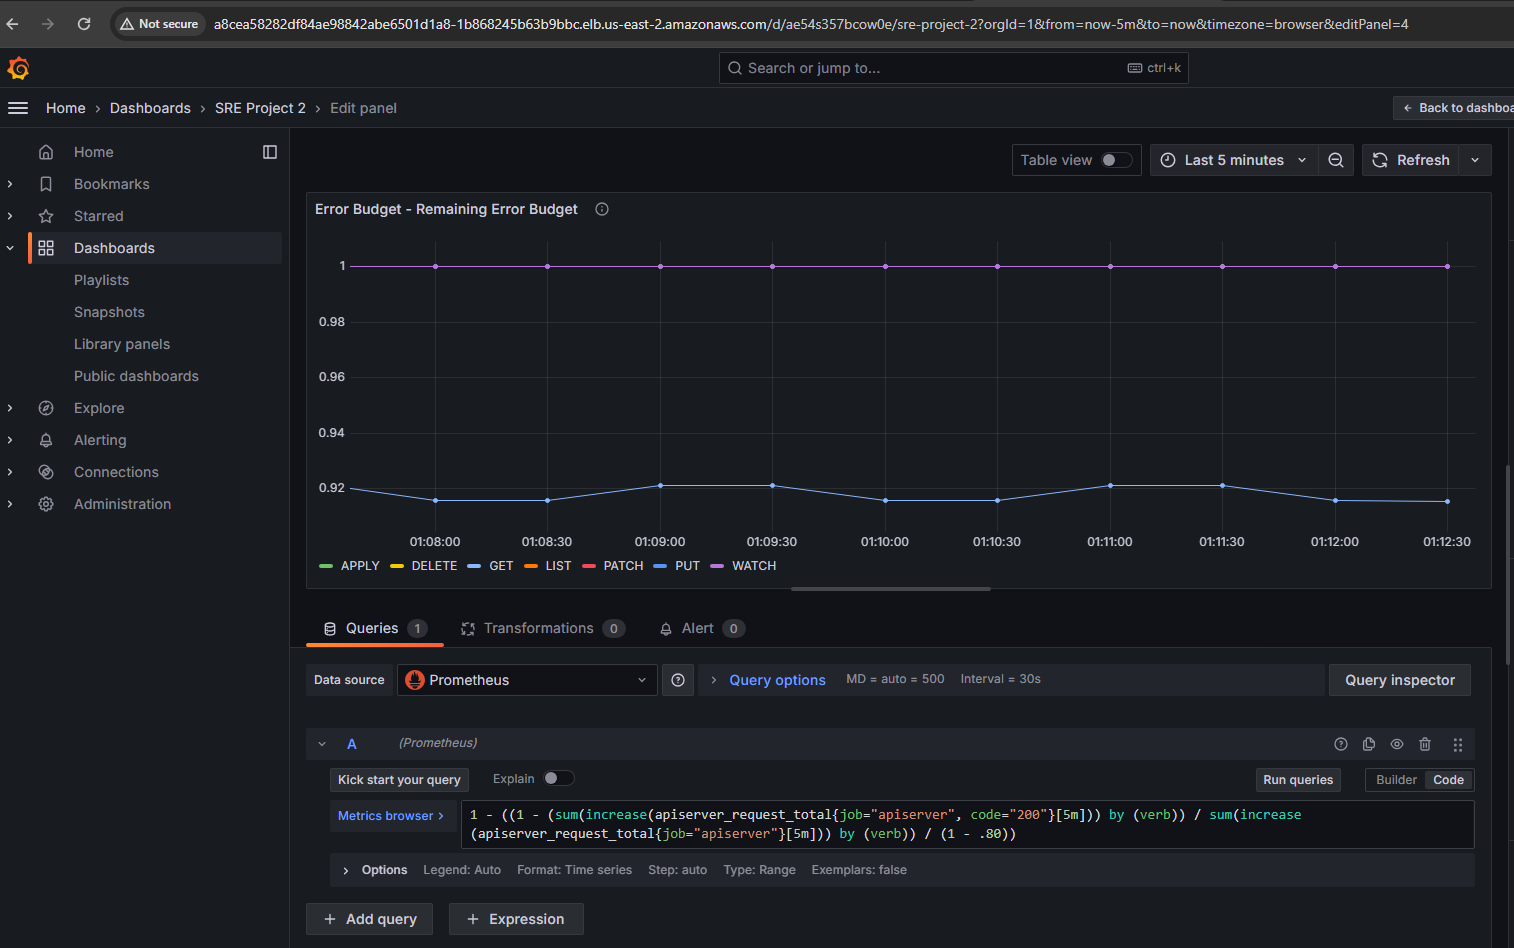 Not secure
a8cea58282df84ae98842abe6501d1a8-1b868245b63b9bbc.elb.us-east-2.amazonaws.com/d/ae54s357bcow0e/sre-project-2?orgId=1&from=now-5m&to=now&timezone=browser&editPanel=4
Search or jump to...
ctrl+k
Home › Dashboards › SRE Project 2 › Edit panel
← Back to dashboa
Home
Bookmarks
Starred
Dashboards
Playlists
Snapshots
Library panels
Public dashboards
Explore
Alerting
Connections
Administration
Table view
Last 5 minutes
Refresh
Error Budget - Remaining Error Budget
1
0.98
0.96
0.94
0.92
01:08:00 01:08:30 01:09:00 01:09:30 01:10:00 01:10:30 01:11:00 01:11:30 01:12:00 01:12:30
APPLY DELETE GET LIST PATCH PUT WATCH
Queries 1
Transformations 0
Alert 0
Data source
Prometheus
Query options
MD = auto = 500
Interval = 30s
Query inspector
A
(Prometheus)
Kick start your query
Explain
Run queries
Builder
Code
Metrics browser ›
1 - ((1 - (sum(increase(apiserver_request_total{job="apiserver", code="200"}[5m])) by (verb)) / sum(increase
(apiserver_request_total{job="apiserver"}[5m])) by (verb)) / (1 - .80))
Options
Legend: Auto
Format: Time series
Step: auto
Type: Range
Exemplars: false
+ Add query
+ Expression